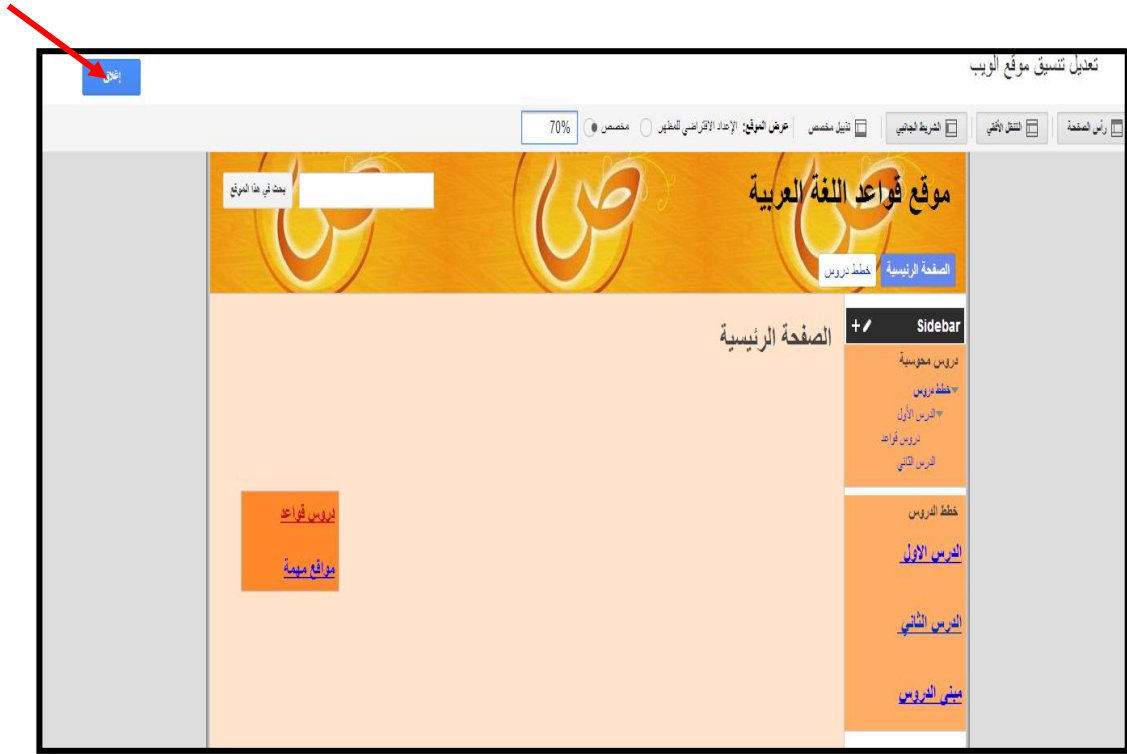 تعديل تنسيق موقع الويب
إغلاق
رأس الصفحة التنقل الأفقي الشريط الجانبي تذييل مخصص عرض الموقع: الإعداد الافتراضي للمظهر مخصص 70%
موقع قواعد اللغة العربية
بحث في هذا الموقع
ص ص ص
الصفحة الرئيسية خطط دروس
Sidebar
الصفحة الرئيسية
دروس محوسبة
خطط دروس
الدرس الأول
دروس قواعد
الدرس الثاني
خطط الدروس
الدرس الاول
الدرس الثاني
مبنى الدروس
دروس قواعد
مواقع مهمة